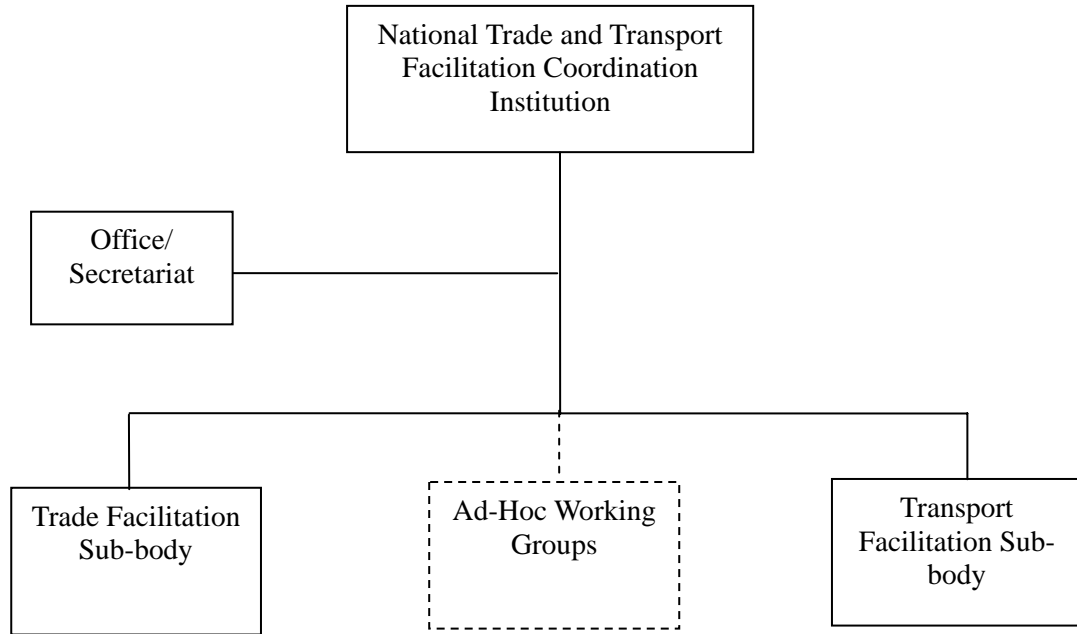 National Trade and Transport
Facilitation Coordination
Institution
Office/
Secretariat
Trade Facilitation
Sub-body
Ad-Hoc Working
Groups
Transport
Facilitation Sub-
body